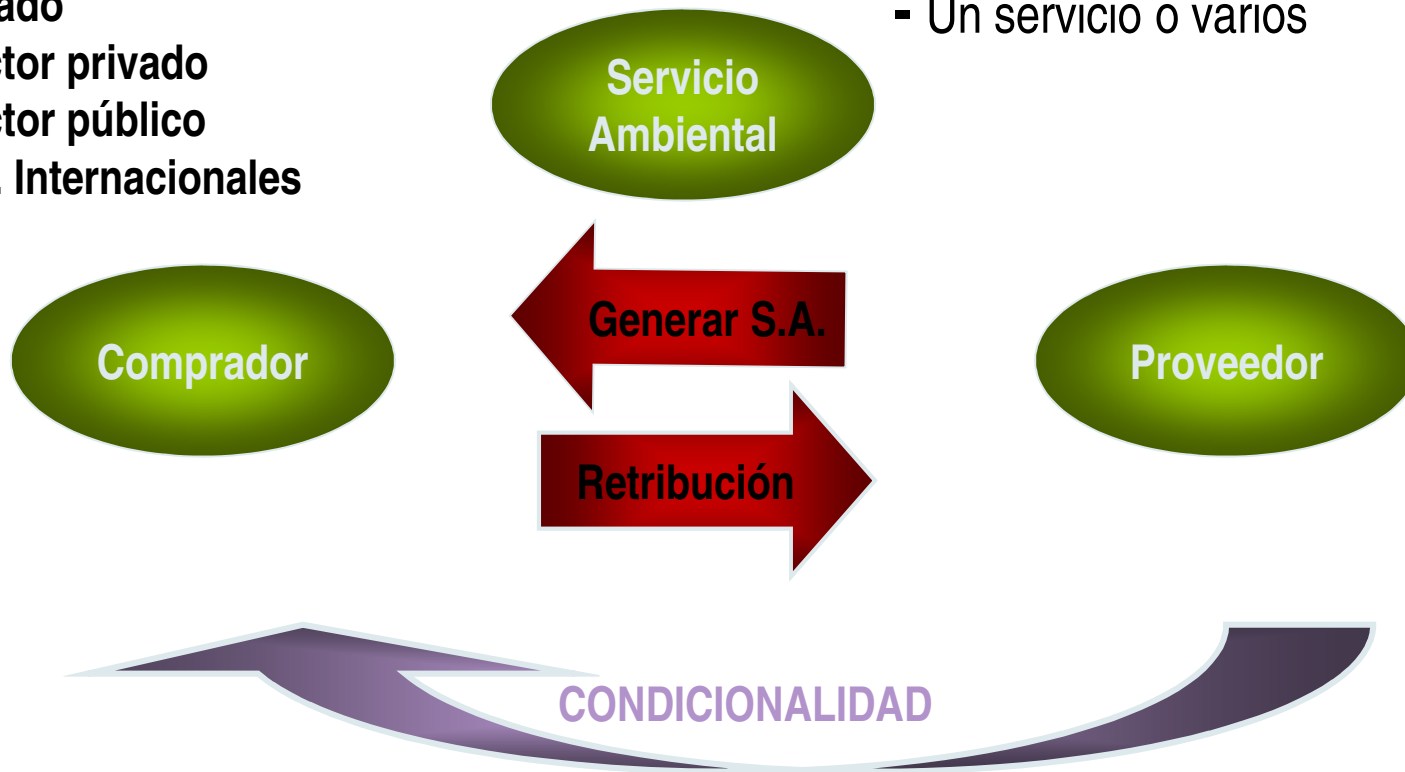 ado
ctor privado
ctor público
. Internacionales
- Un servicio o varios
Servicio
Ambiental
Generar S.A.
Comprador
Proveedor
Retribución
CONDICIONALIDAD